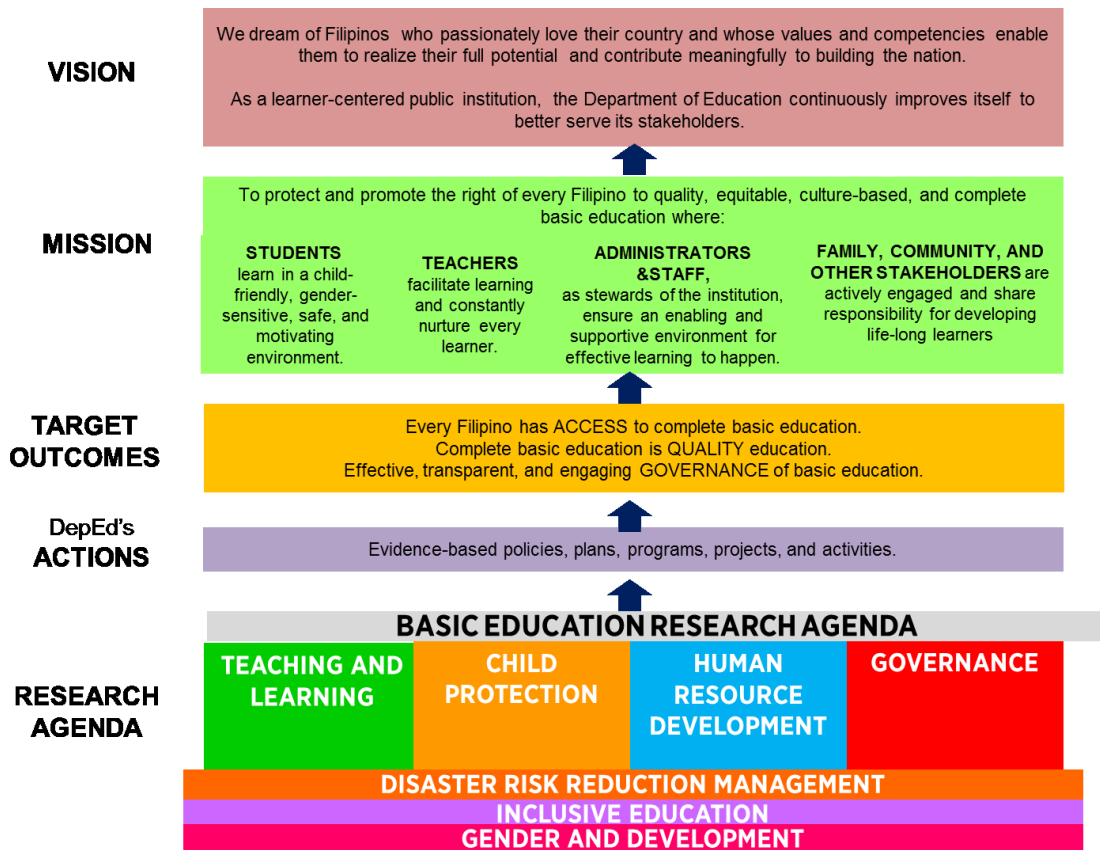 VISION
We dream of Filipinos who passionately love their country and whose values and competencies enable
them to realize their full potential and contribute meaningfully to building the nation.
As a learner-centered public institution, the Department of Education continuously improves itself to
better serve its stakeholders.
MISSION
To protect and promote the right of every Filipino to quality, equitable, culture-based, and complete
basic education where:
STUDENTS
learn in a child-
friendly, gender-
sensitive, safe, and
motivating
environment.
TEACHERS
facilitate learning
and constantly
nurture every
learner.
ADMINISTRATORS
&STAFF,
as stewards of the institution,
ensure an enabling and
supportive environment for
effective learning to happen.
FAMILY, COMMUNITY, AND
OTHER STAKEHOLDERS are
actively engaged and share
responsibility for developing
life-long learners
TARGET
OUTCOMES
Every Filipino has ACCESS to complete basic education.
Complete basic education is QUALITY education.
Effective, transparent, and engaging GOVERNANCE of basic education.
DepEd's
ACTIONS
Evidence-based policies, plans, programs, projects, and activities.
RESEARCH
AGENDA
BASIC EDUCATION RESEARCH AGENDA
TEACHING AND
LEARNING
CHILD
PROTECTION
HUMAN
RESOURCE
DEVELOPMENT
GOVERNANCE
DISASTER RISK REDUCTION MANAGEMENT
INCLUSIVE EDUCATION
GENDER AND DEVELOPMENT